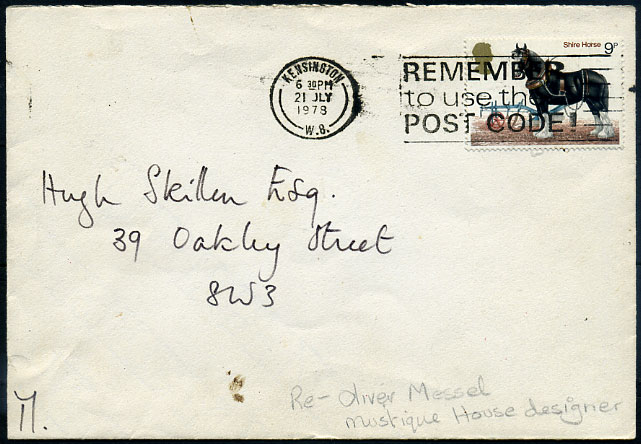 Shire Horse 9P
KENSINGTON
6 30PM
21 JLY
1978
W.8.
REMEMBER
to use the
POST CODE!
Hugh Skillen Esq.
39 Oakley Street
SW3
M.
Re-Oliver Messel
Mustique House designer